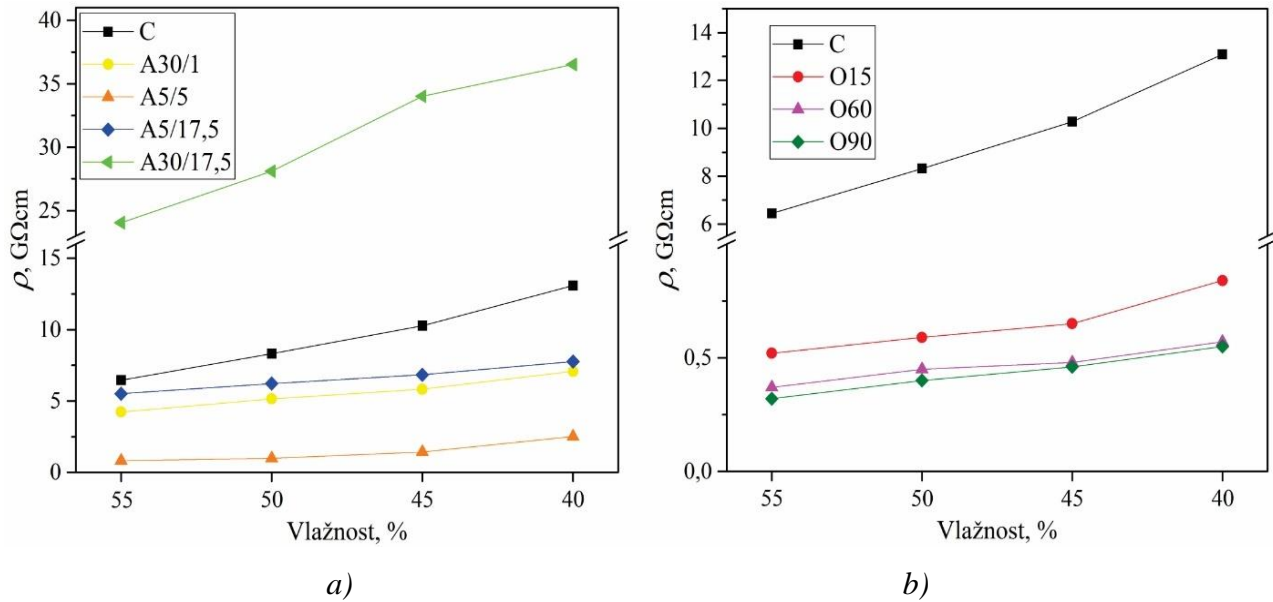 40
35
30
25
15
10
5
0
ρ, GΩcm
C
A30/1
A5/5
A5/17,5
A30/17,5
55
50
45
40
Vlažnost, %
a)
14
12
10
8
6
0,5
0,0
ρ, GΩcm
C
O15
O60
O90
55
50
45
40
Vlažnost, %
b)